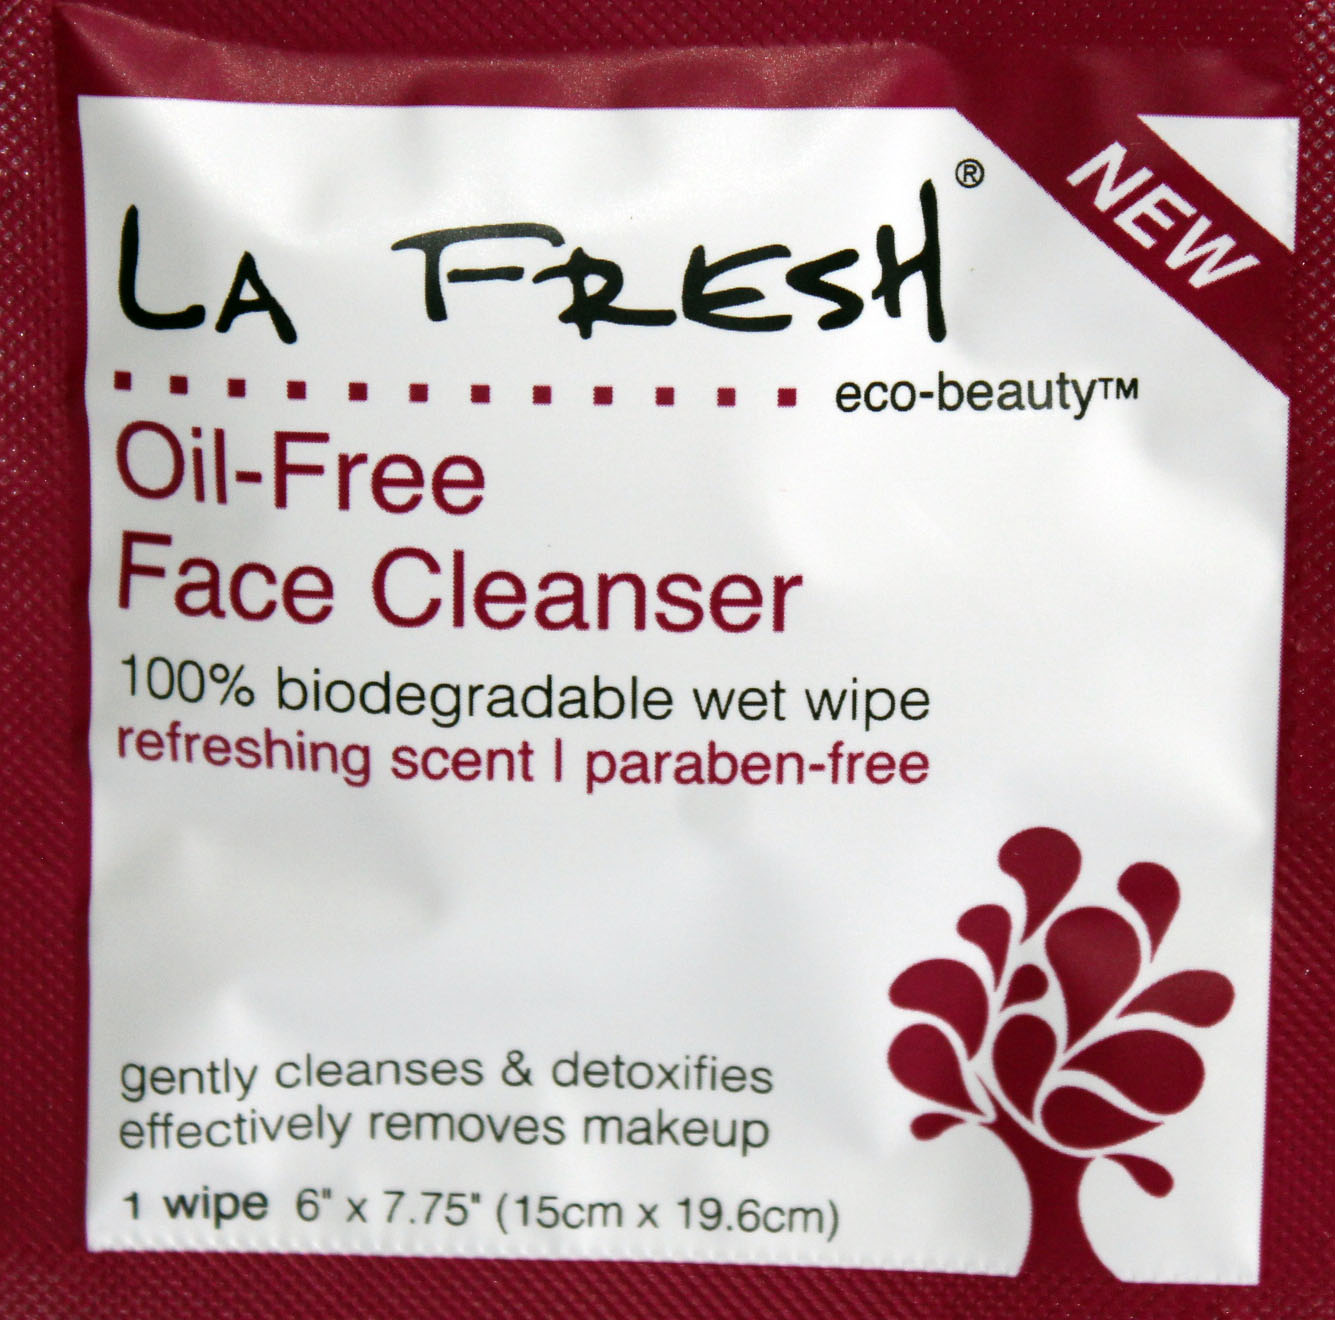 LA FRESH®
NEW
eco-beauty™
Oil-Free
Face Cleanser
100% biodegradable wet wipe
refreshing scent | paraben-free
gently cleanses & detoxifies
effectively removes makeup
1 wipe 6" x 7.75" (15cm x 19.6cm)